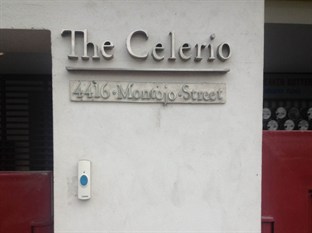 The Celerio
4416 · Montojo · Street